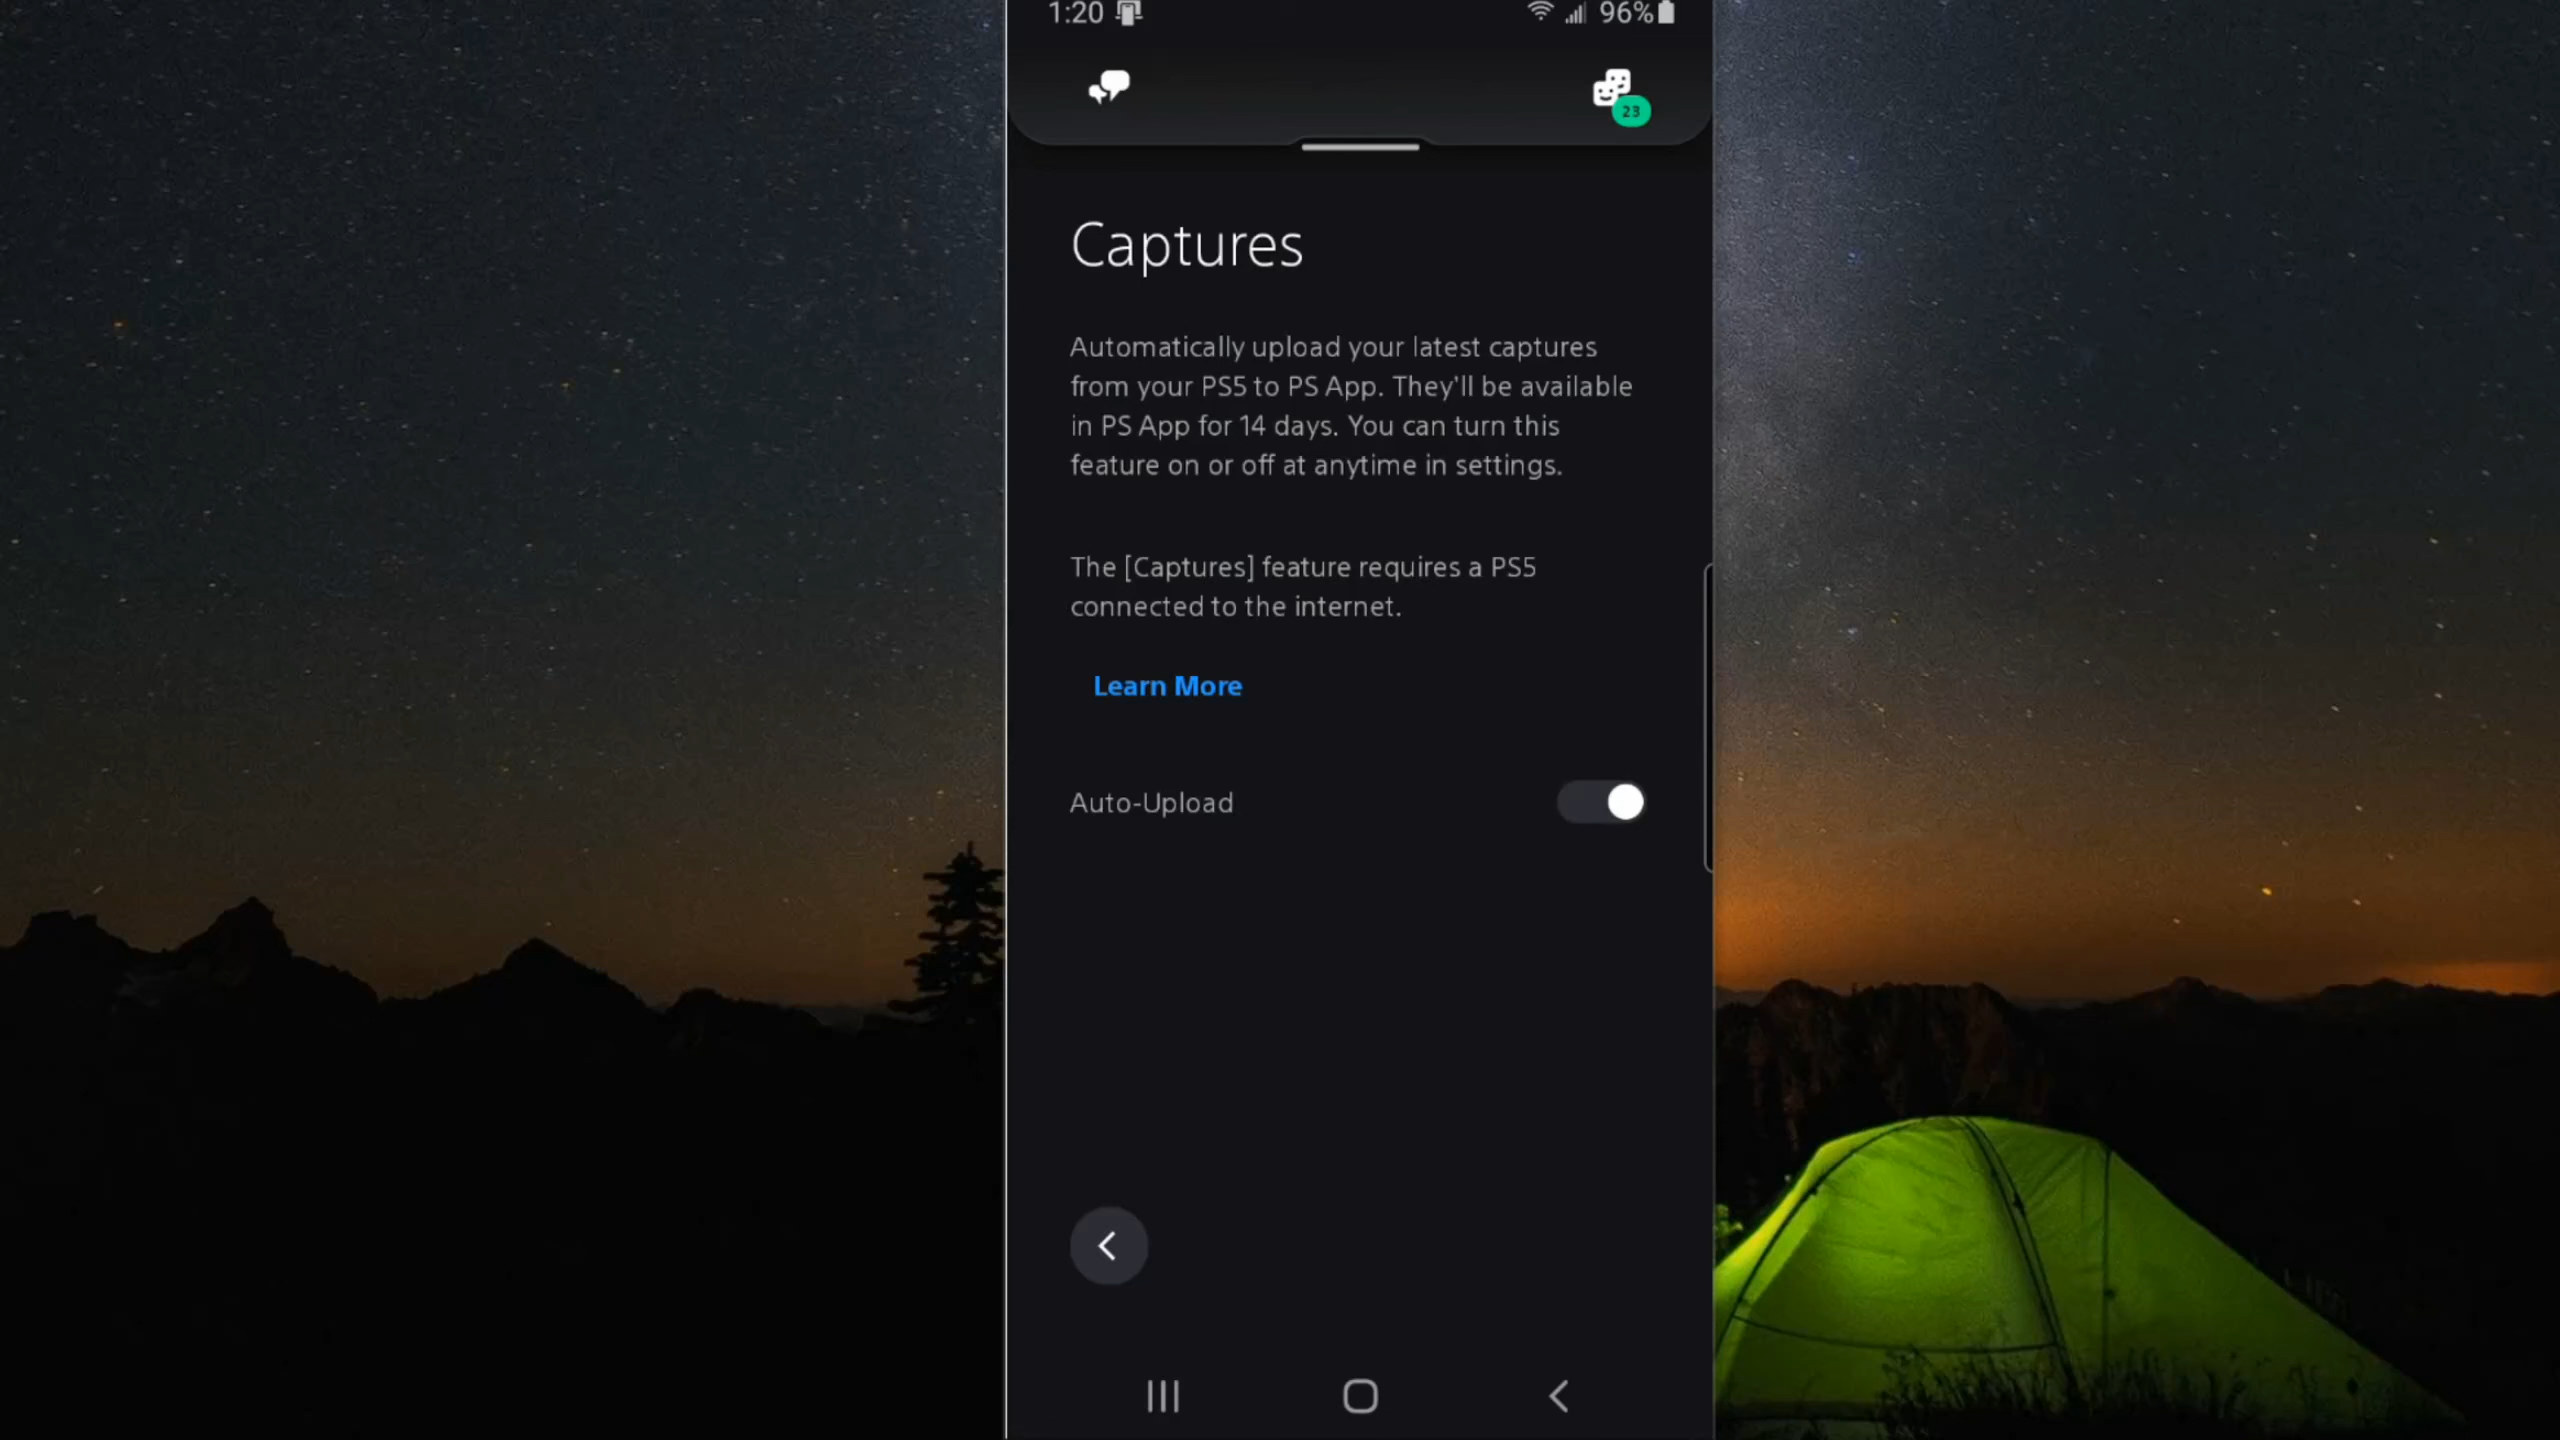 1:20
96%
23
Captures
Automatically upload your latest captures
from your PS5 to PS App. They'll be available
in PS App for 14 days. You can turn this
feature on or off at anytime in settings.
The [Captures] feature requires a PS5
connected to the internet.
Learn More
Auto-Upload